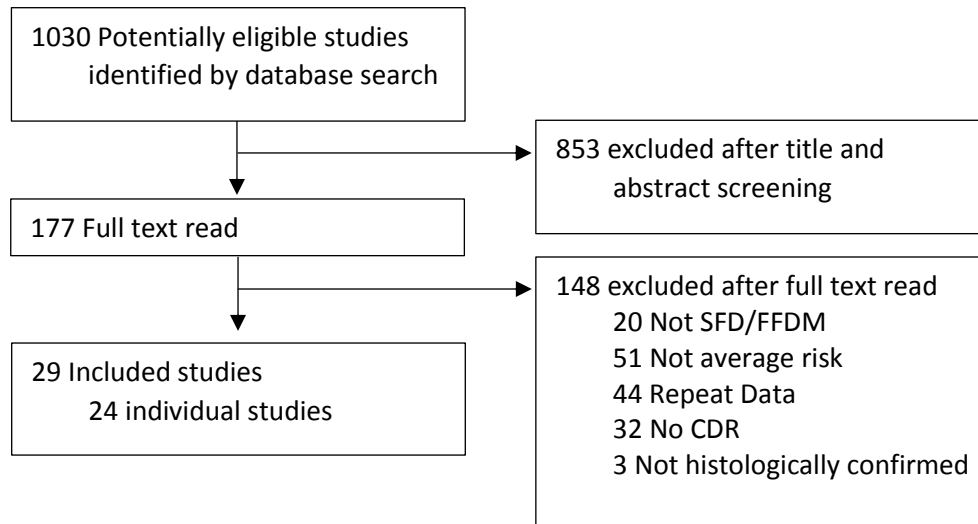 1030 Potentially eligible studies
identified by database search
853 excluded after title and
abstract screening
177 Full text read
148 excluded after full text read
20 Not SFD/FFDM
51 Not average risk
44 Repeat Data
32 No CDR
3 Not histologically confirmed
29 Included studies
24 individual studies